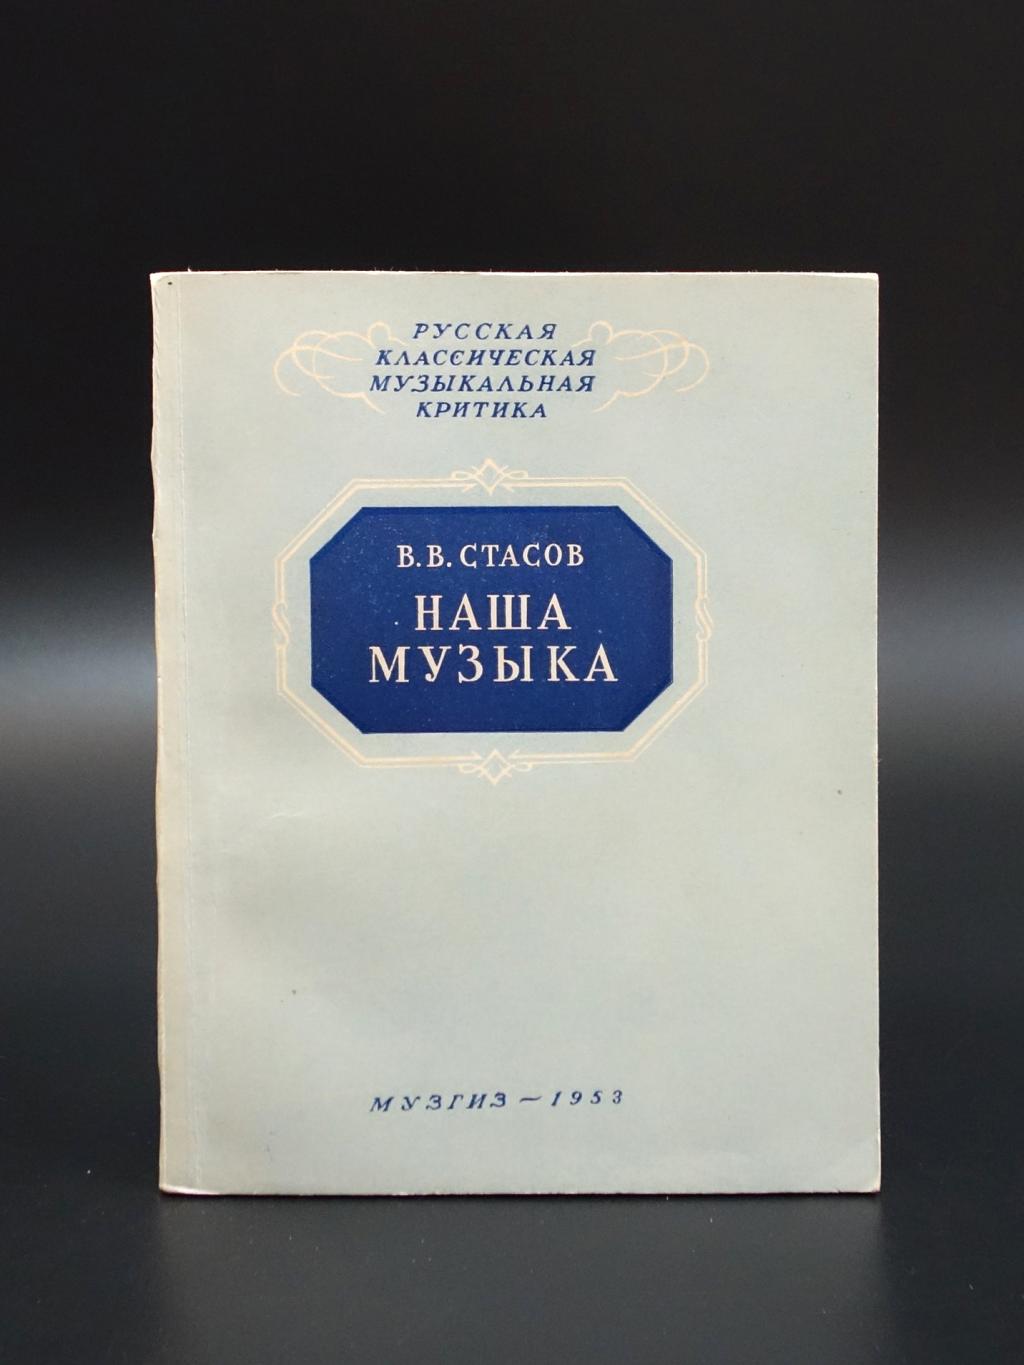 РУССКАЯ
КЛАССИЧЕСКАЯ
МУЗЫКАЛЬНАЯ
КРИТИКА
В. В. СТАСОВ
НАША
МУЗЫКА
МУЗГИЗ – 1953